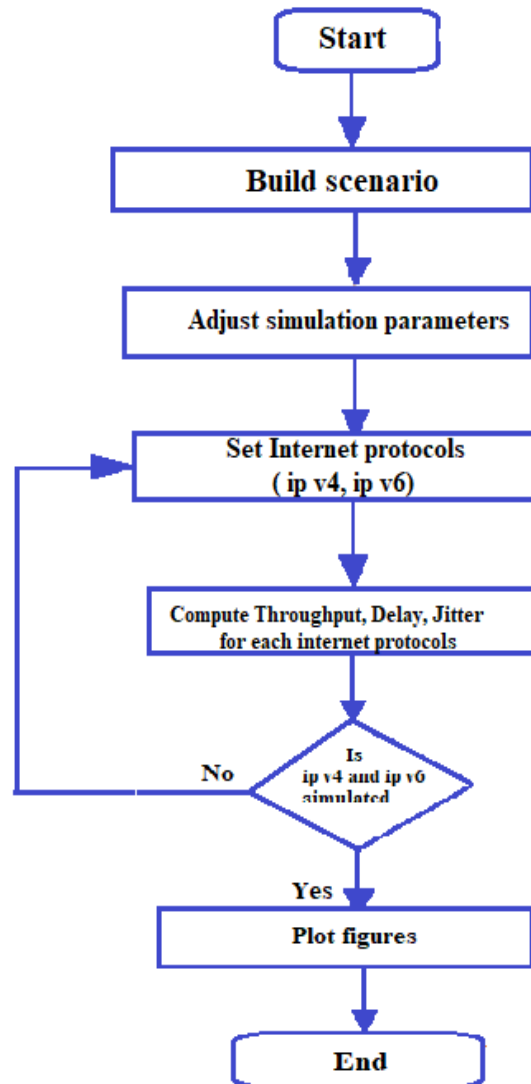 Start
Build scenario
Adjust simulation parameters
Set Internet protocols
( ip v4, ip v6)
Compute Throughput, Delay, Jitter
for each internet protocols
Is
ip v4 and ip v6
simulated
No
Yes
Plot figures
End